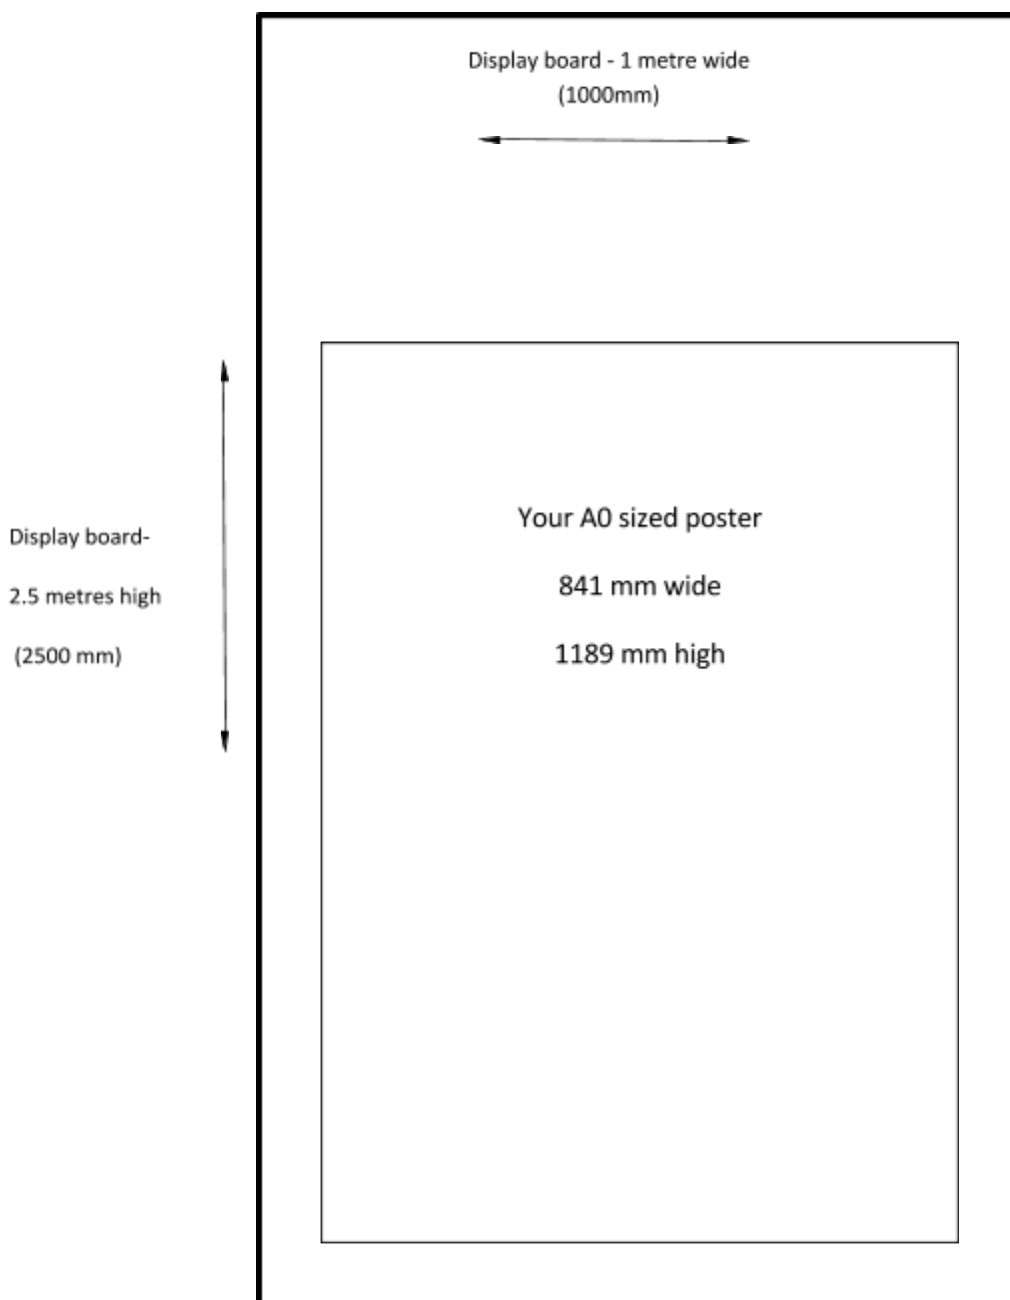 Display board - 1 metre wide
(1000mm)
Display board-
2.5 metres high
(2500 mm)
Your A0 sized poster
841 mm wide
1189 mm high